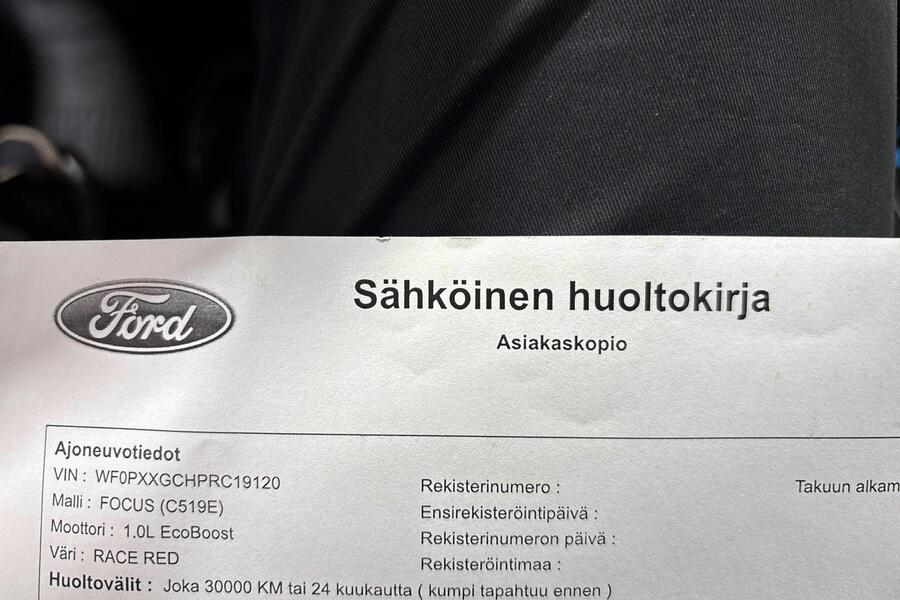 Ford
Sähköinen huoltokirja
Asiakaskopio
Ajoneuvotiedot
VIN : WF0PXXGCHPRC19120
Malli : FOCUS (C519E)
Moottori : 1.0L EcoBoost
Väri : RACE RED
Rekisterinumero :
Ensirekisteröintipäivä :
Rekisterinumeron päivä :
Rekisteröintimaa :
Takuun alkam
Huoltovälit : Joka 30000 KM tai 24 kuukautta ( kumpi tapahtuu ennen )